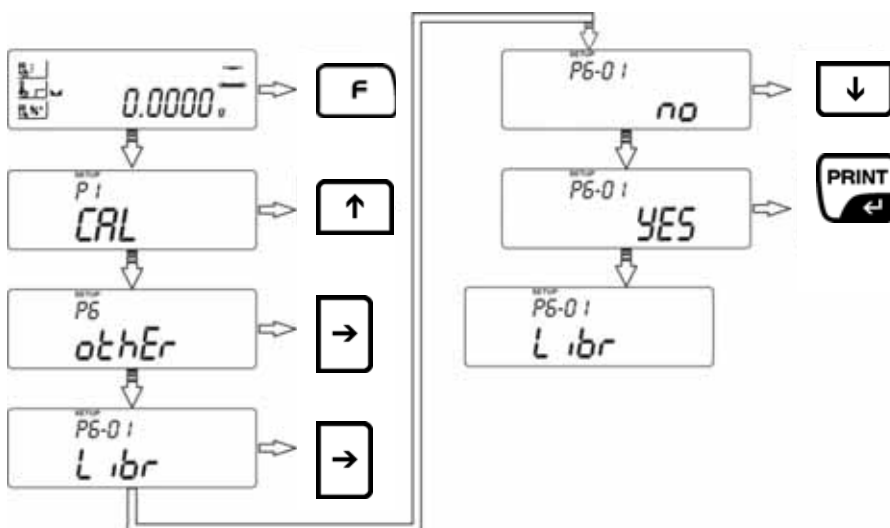 0.0000
F
SETUP
P1
CAL
↑
SETUP
P6
othEr
→
SETUP
P6-01
Libr
→
SETUP
P6-01
no
↓
SETUP
P6-01
YES
PRINT
SETUP
P6-01
Libr